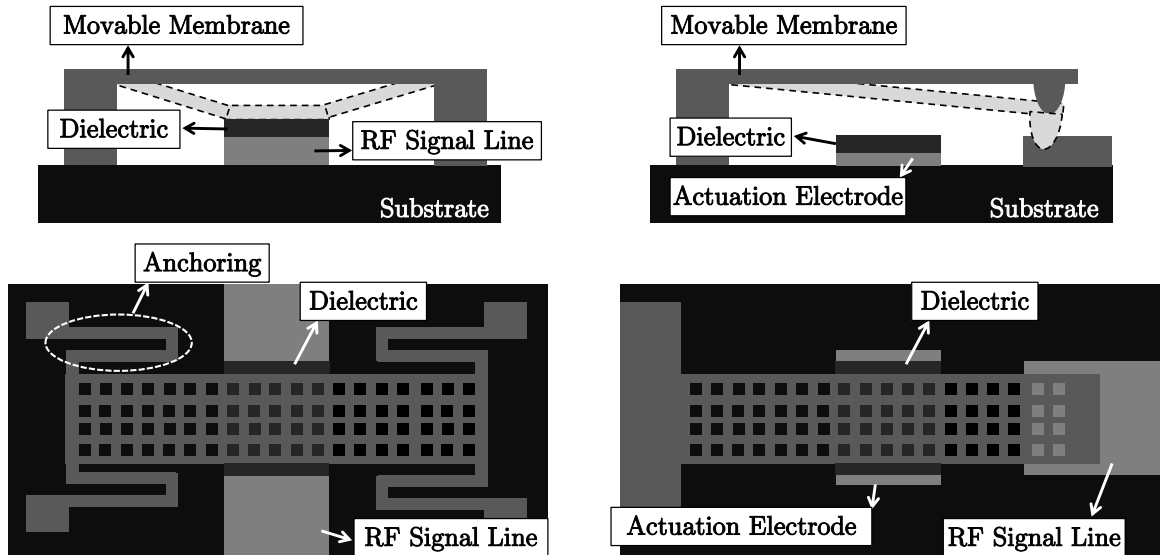 Movable Membrane
Dielectric
RF Signal Line
Substrate
Movable Membrane
Dielectric
Actuation Electrode
Substrate
Anchoring
Dielectric
RF Signal Line
Dielectric
Actuation Electrode
RF Signal Line